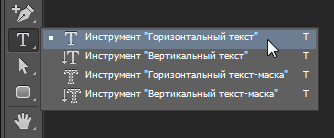 Инструмент "Горизонтальный текст" T
Инструмент "Вертикальный текст" T
Инструмент "Горизонтальный текст-маска" T
Инструмент "Вертикальный текст-маска" T